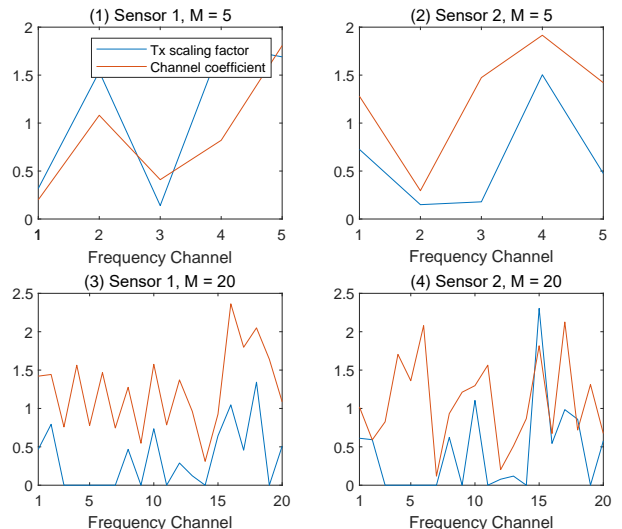 (1) Sensor 1, M = 5
2
1.5
1
0.5
0
1 2 3 4 5
Frequency Channel
Tx scaling factor
Channel coefficient
(2) Sensor 2, M = 5
2
1.5
1
0.5
0
1 2 3 4 5
Frequency Channel
(3) Sensor 1, M = 20
2.5
2
1.5
1
0.5
0
1 5 10 15 20
Frequency Channel
(4) Sensor 2, M = 20
2.5
2
1.5
1
0.5
0
1 5 10 15 20
Frequency Channel